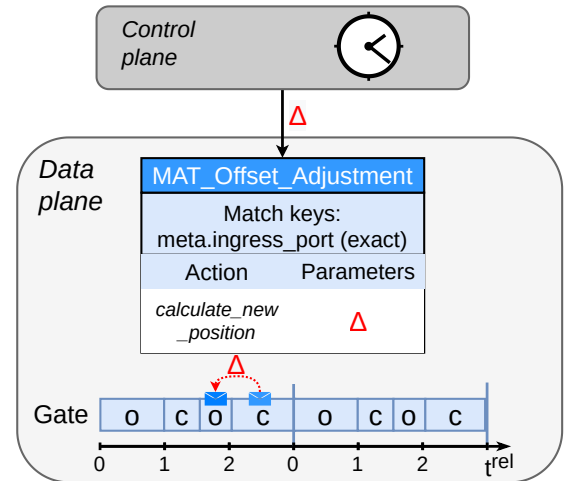 Control
plane
Δ
Data
plane
MAT_Offset_Adjustment
Match keys:
meta.ingress_port (exact)
Action Parameters
calculate_new
_position
Δ
Δ
Gate o c o c o c o c
0 1 2 0 1 2 t^rel